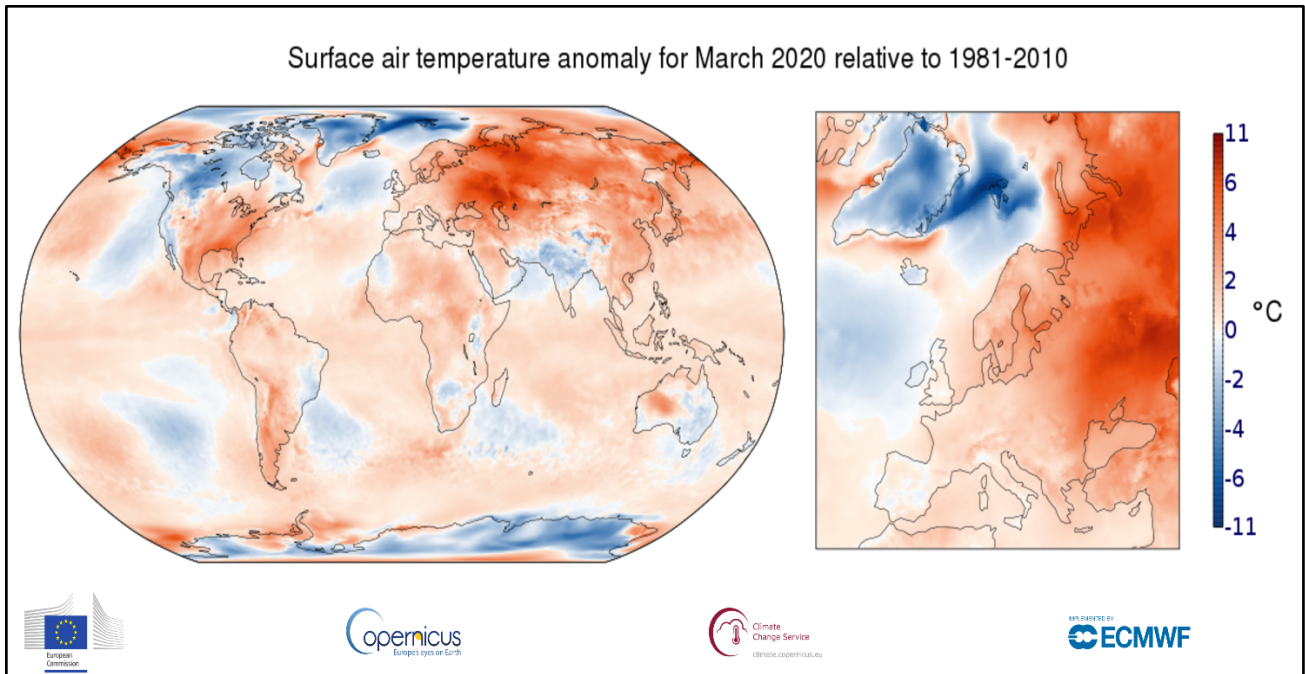 Surface air temperature anomaly for March 2020 relative to 1981-2010
11
6
4
2
0
-2
-4
-6
-11
°C
European
Commission
opernicus
Europe's eyes on Earth
Climate
Change Service
climate.copernicus.eu
IMPLEMENTED BY
ECMWF